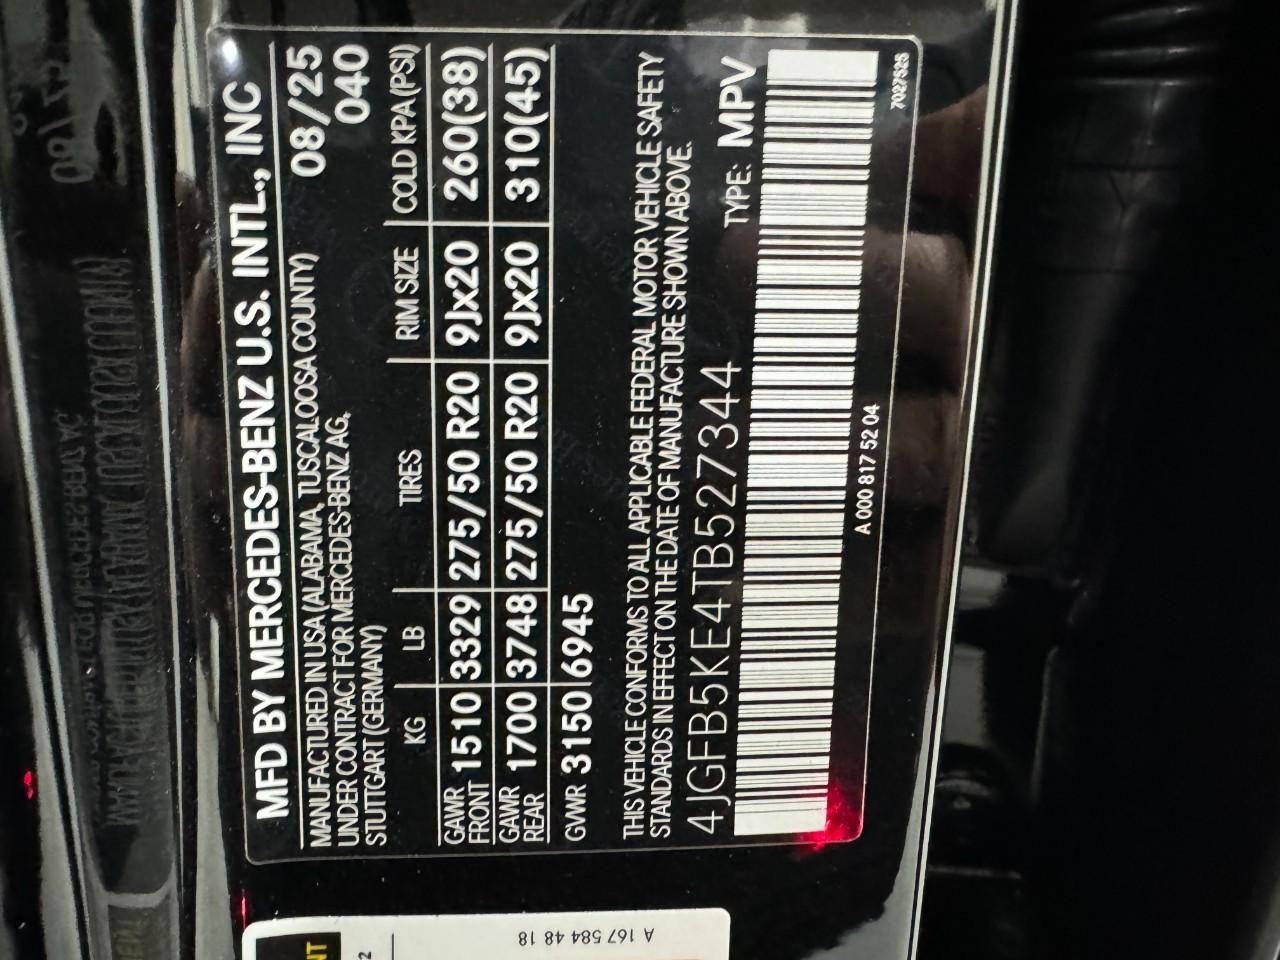 MFD BY MERCEDES-BENZ U.S. INTL., INC
MANUFACTURED IN USA (ALABAMA, TUSCALOOSA COUNTY) 08/25
UNDER CONTRACT FOR MERCEDES-BENZ AG, 040
STUTTGART (GERMANY)
KG LB TIRES RIM SIZE COLD KPA (PSI)
GAWR FRONT 1510 3329 275/50 R20 9Jx20 260(38)
GAWR REAR 1700 3748 275/50 R20 9Jx20 310(45)
GVWR 3150 6945
THIS VEHICLE CONFORMS TO ALL APPLICABLE FEDERAL MOTOR VEHICLE SAFETY
STANDARDS IN EFFECT ON THE DATE OF MANUFACTURE SHOWN ABOVE.
4JGFB5KE4TB527344 TYPE: MPV
A 000 817 52 04
7027525
A 167 584 48 18
NT
2